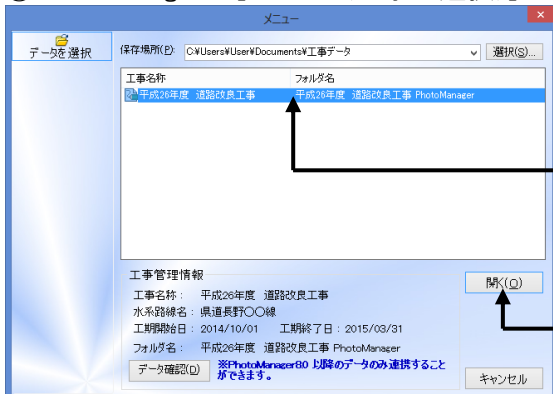 メニュー
データを選択
保存場所(P): C:¥Users¥User¥Documents¥工事データ 選択(S)...
工事名称 フォルダ名
平成26年度 道路改良工事 平成26年度 道路改良工事 PhotoManager
工事管理情報
工事名称: 平成26年度 道路改良工事
水系路線名: 県道長野〇〇線
工期開始日: 2014/10/01 工期終了日: 2015/03/31
フォルダ名: 平成26年度 道路改良工事 PhotoManager
開く(O)
データ確認(D) ※PhotoManager8.0 以降のデータのみ連携すること
ができます。
キャンセル